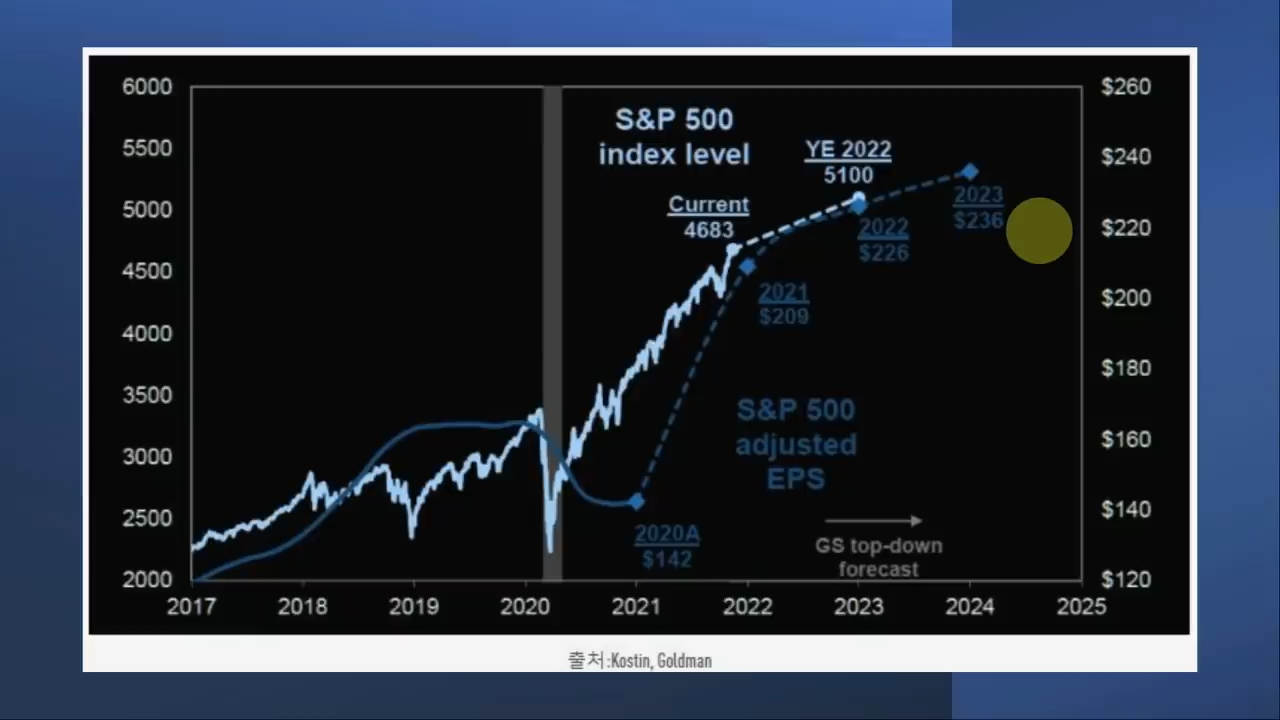 6000
5500
5000
4500
4000
3500
3000
2500
2000
$260
$240
$220
$200
$180
$160
$140
$120
S&P 500
index level
YE 2022
5100
Current
4683
2023
$236
2022
$226
2021
$209
S&P 500
adjusted
EPS
2020A
$142
GS top-down
forecast
2017 2018 2019 2020 2021 2022 2023 2024 2025
출처:Kostin, Goldman